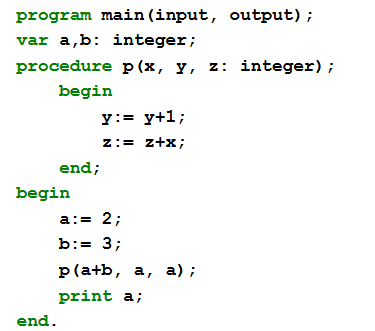 program main(input, output);
var a,b: integer;
procedure p(x, y, z: integer);
begin
y:= y+1;
z:= z+x;
end;
begin
a:= 2;
b:= 3;
p(a+b, a, a);
print a;
end.